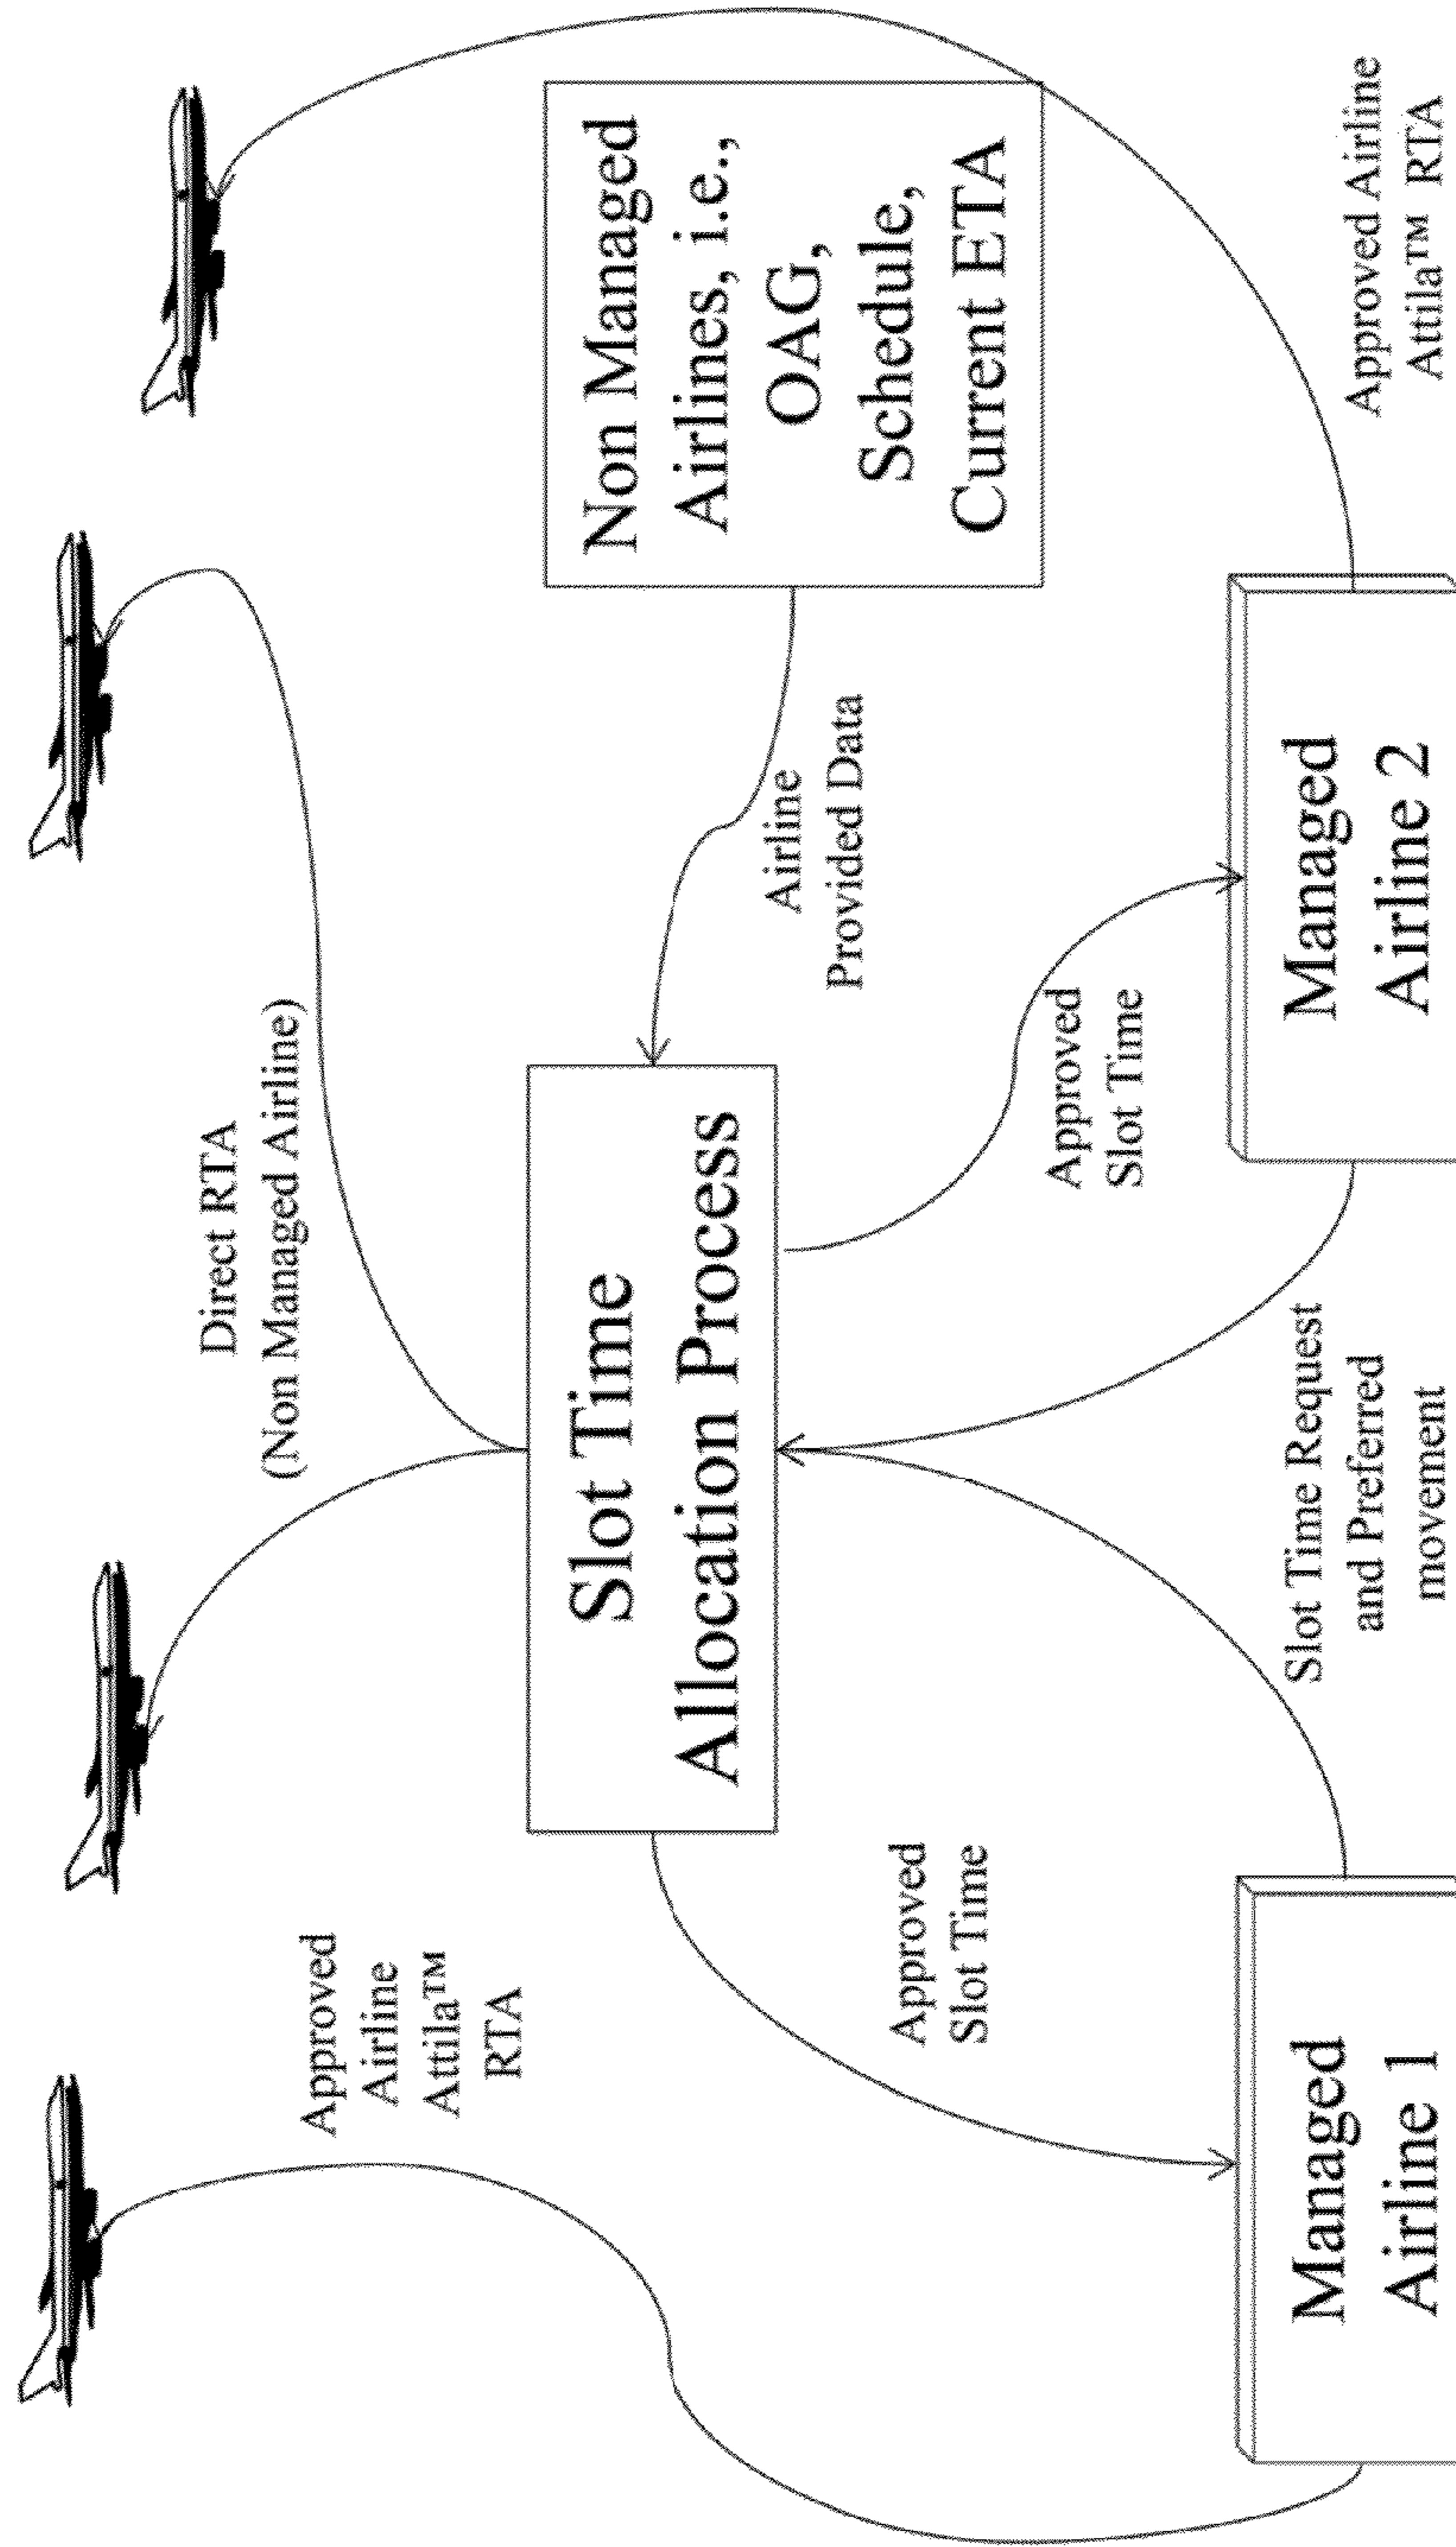 Direct RTA
(Non Managed Airline)
Approved
Airline
Attila™
RTA
Slot Time
Allocation Process
Non Managed
Airlines, i.e.,
OAG,
Schedule,
Current ETA
Airline
Provided Data
Approved
Slot Time
Approved
Slot Time
Managed
Airline 1
Slot Time Request
and Preferred
movement
Managed
Airline 2
Approved Airline
Attila™ RTA